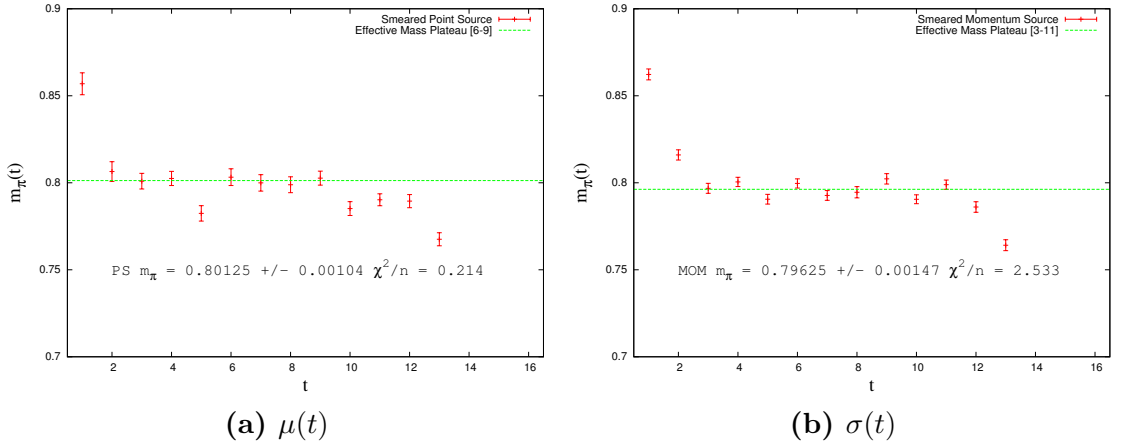 Smeared Point Source
Effective Mass Plateau [6-9]
0.9
0.85
0.8
0.75
0.7
m_π(t)
PS m_π = 0.80125 +/- 0.00104 χ²/n = 0.214
2 4 6 8 10 12 14 16
t
(a) μ(t)
Smeared Momentum Source
Effective Mass Plateau [3-11]
0.9
0.85
0.8
0.75
0.7
m_π(t)
MOM m_π = 0.79625 +/- 0.00147 χ²/n = 2.533
2 4 6 8 10 12 14 16
t
(b) σ(t)